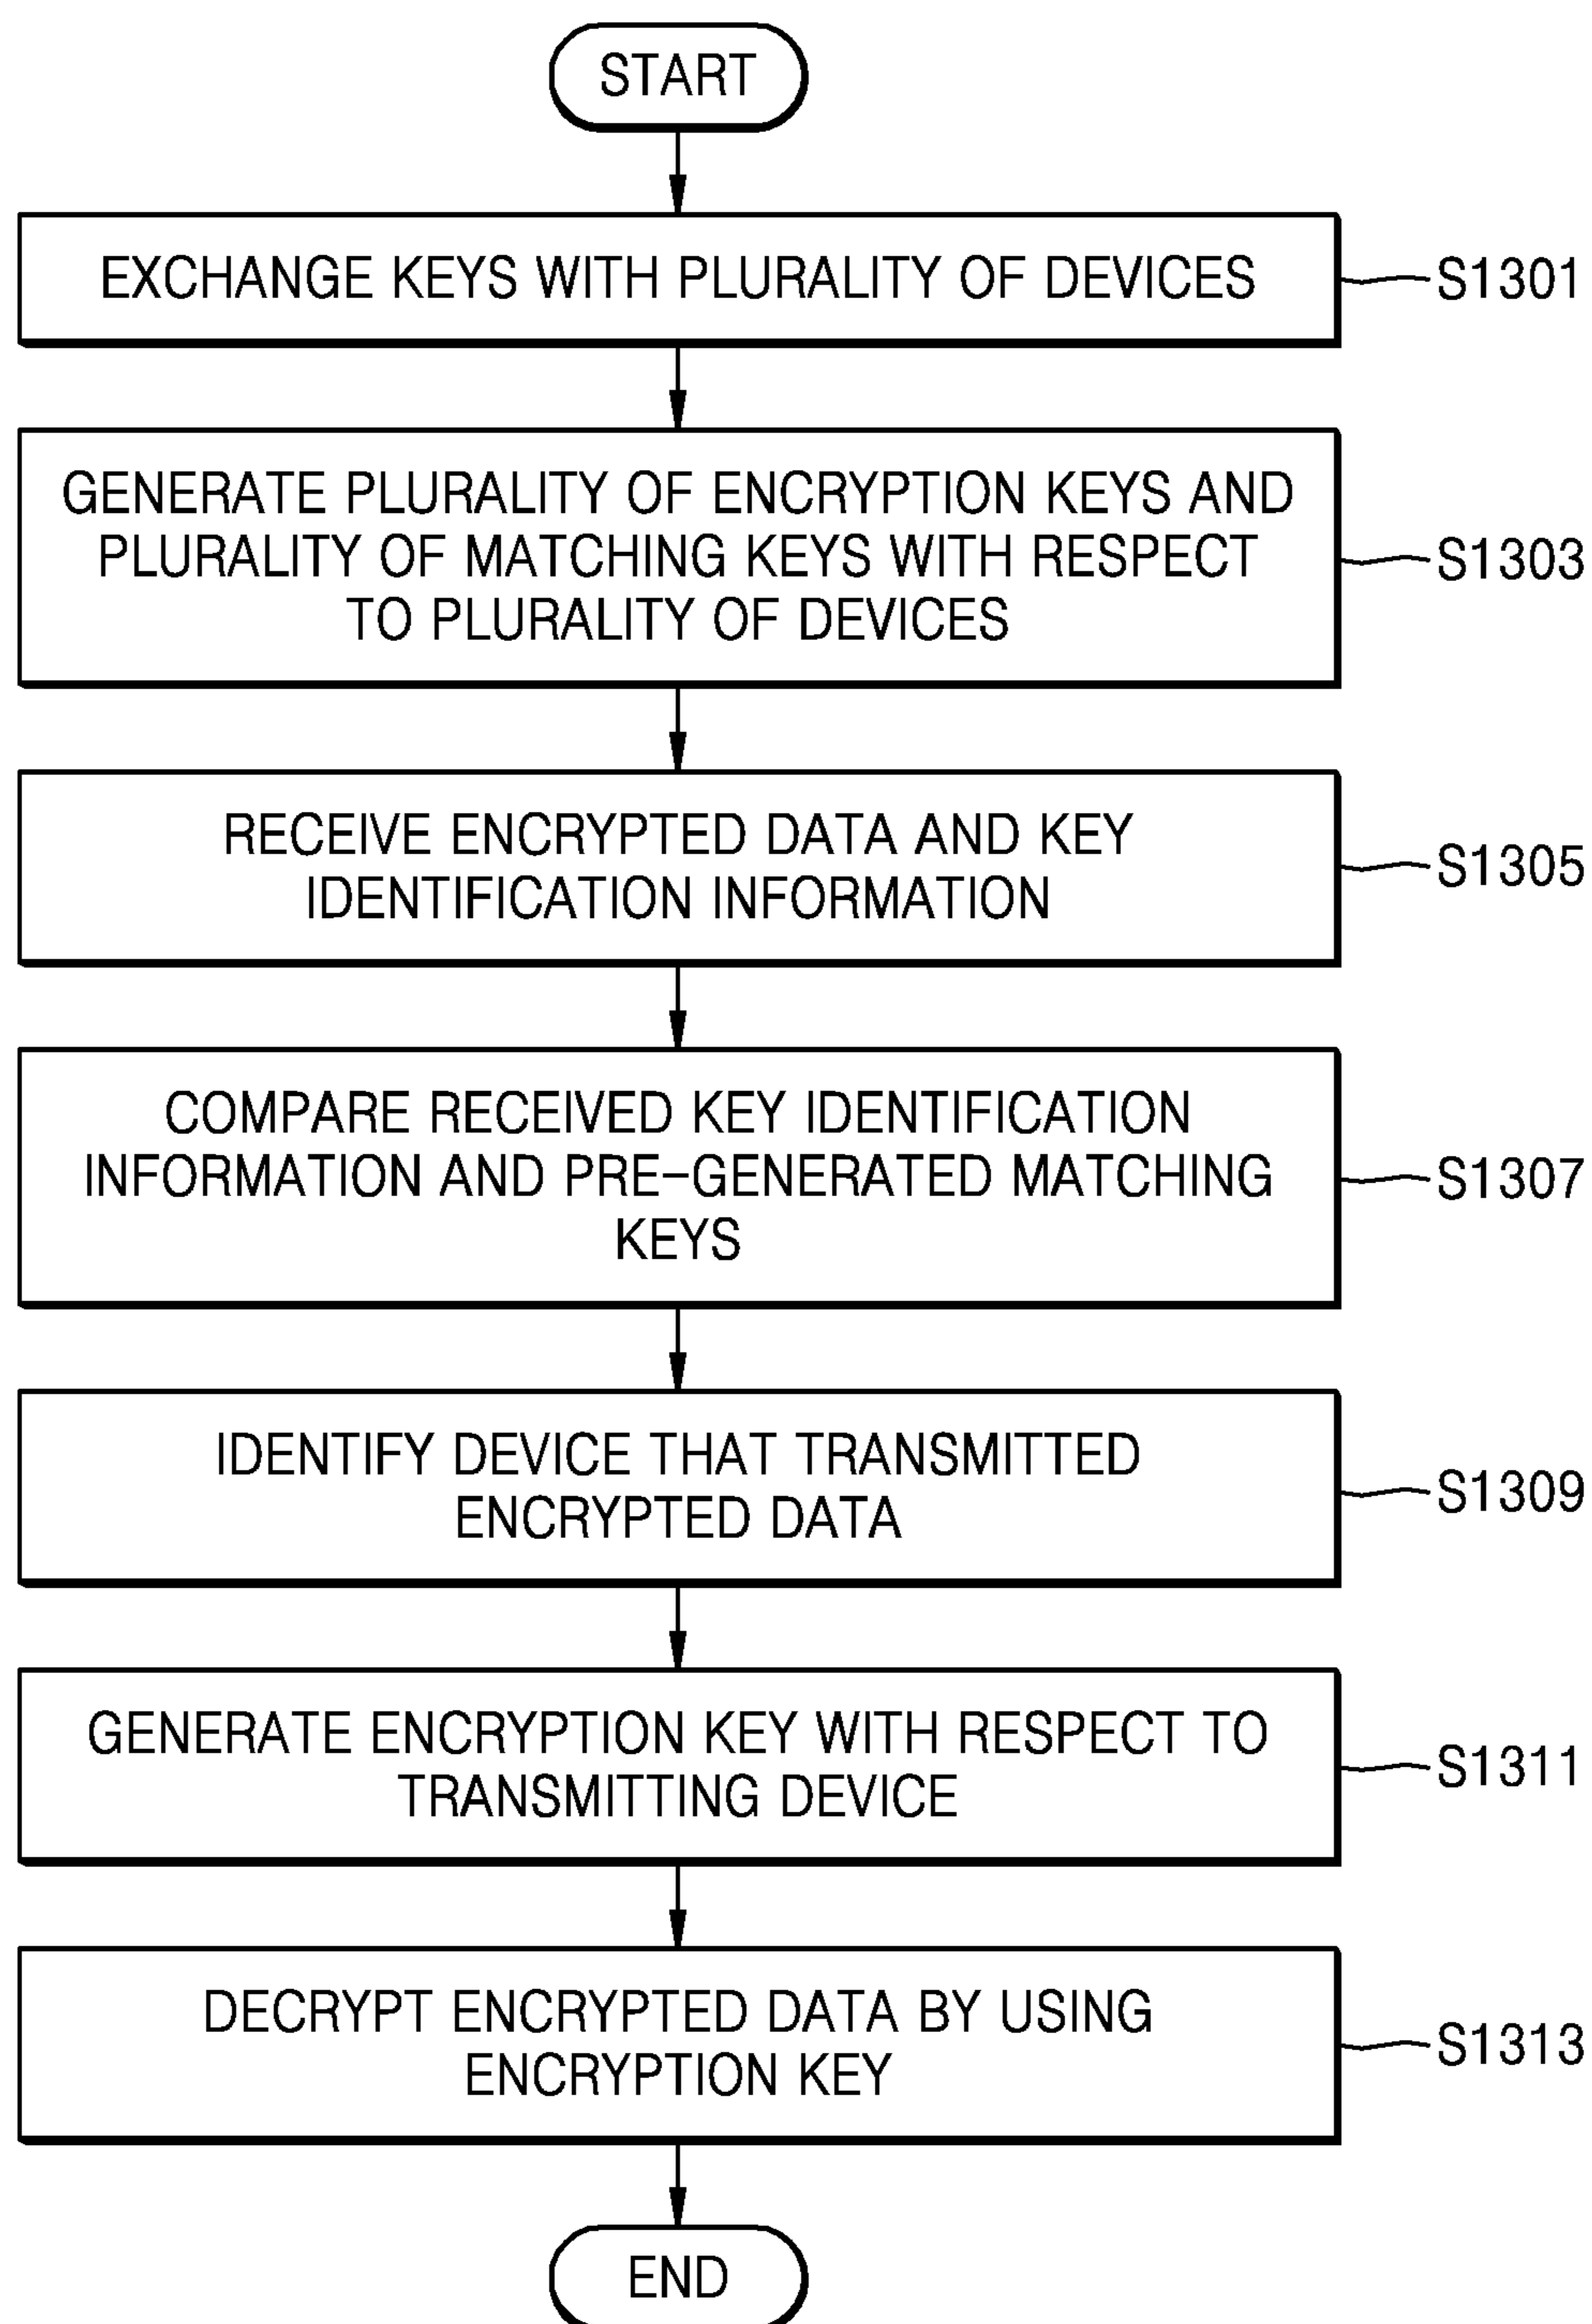 START
EXCHANGE KEYS WITH PLURALITY OF DEVICES
S1301
GENERATE PLURALITY OF ENCRYPTION KEYS AND
PLURALITY OF MATCHING KEYS WITH RESPECT
TO PLURALITY OF DEVICES
S1303
RECEIVE ENCRYPTED DATA AND KEY
IDENTIFICATION INFORMATION
S1305
COMPARE RECEIVED KEY IDENTIFICATION
INFORMATION AND PRE-GENERATED MATCHING
KEYS
S1307
IDENTIFY DEVICE THAT TRANSMITTED
ENCRYPTED DATA
S1309
GENERATE ENCRYPTION KEY WITH RESPECT TO
TRANSMITTING DEVICE
S1311
DECRYPT ENCRYPTED DATA BY USING
ENCRYPTION KEY
S1313
END